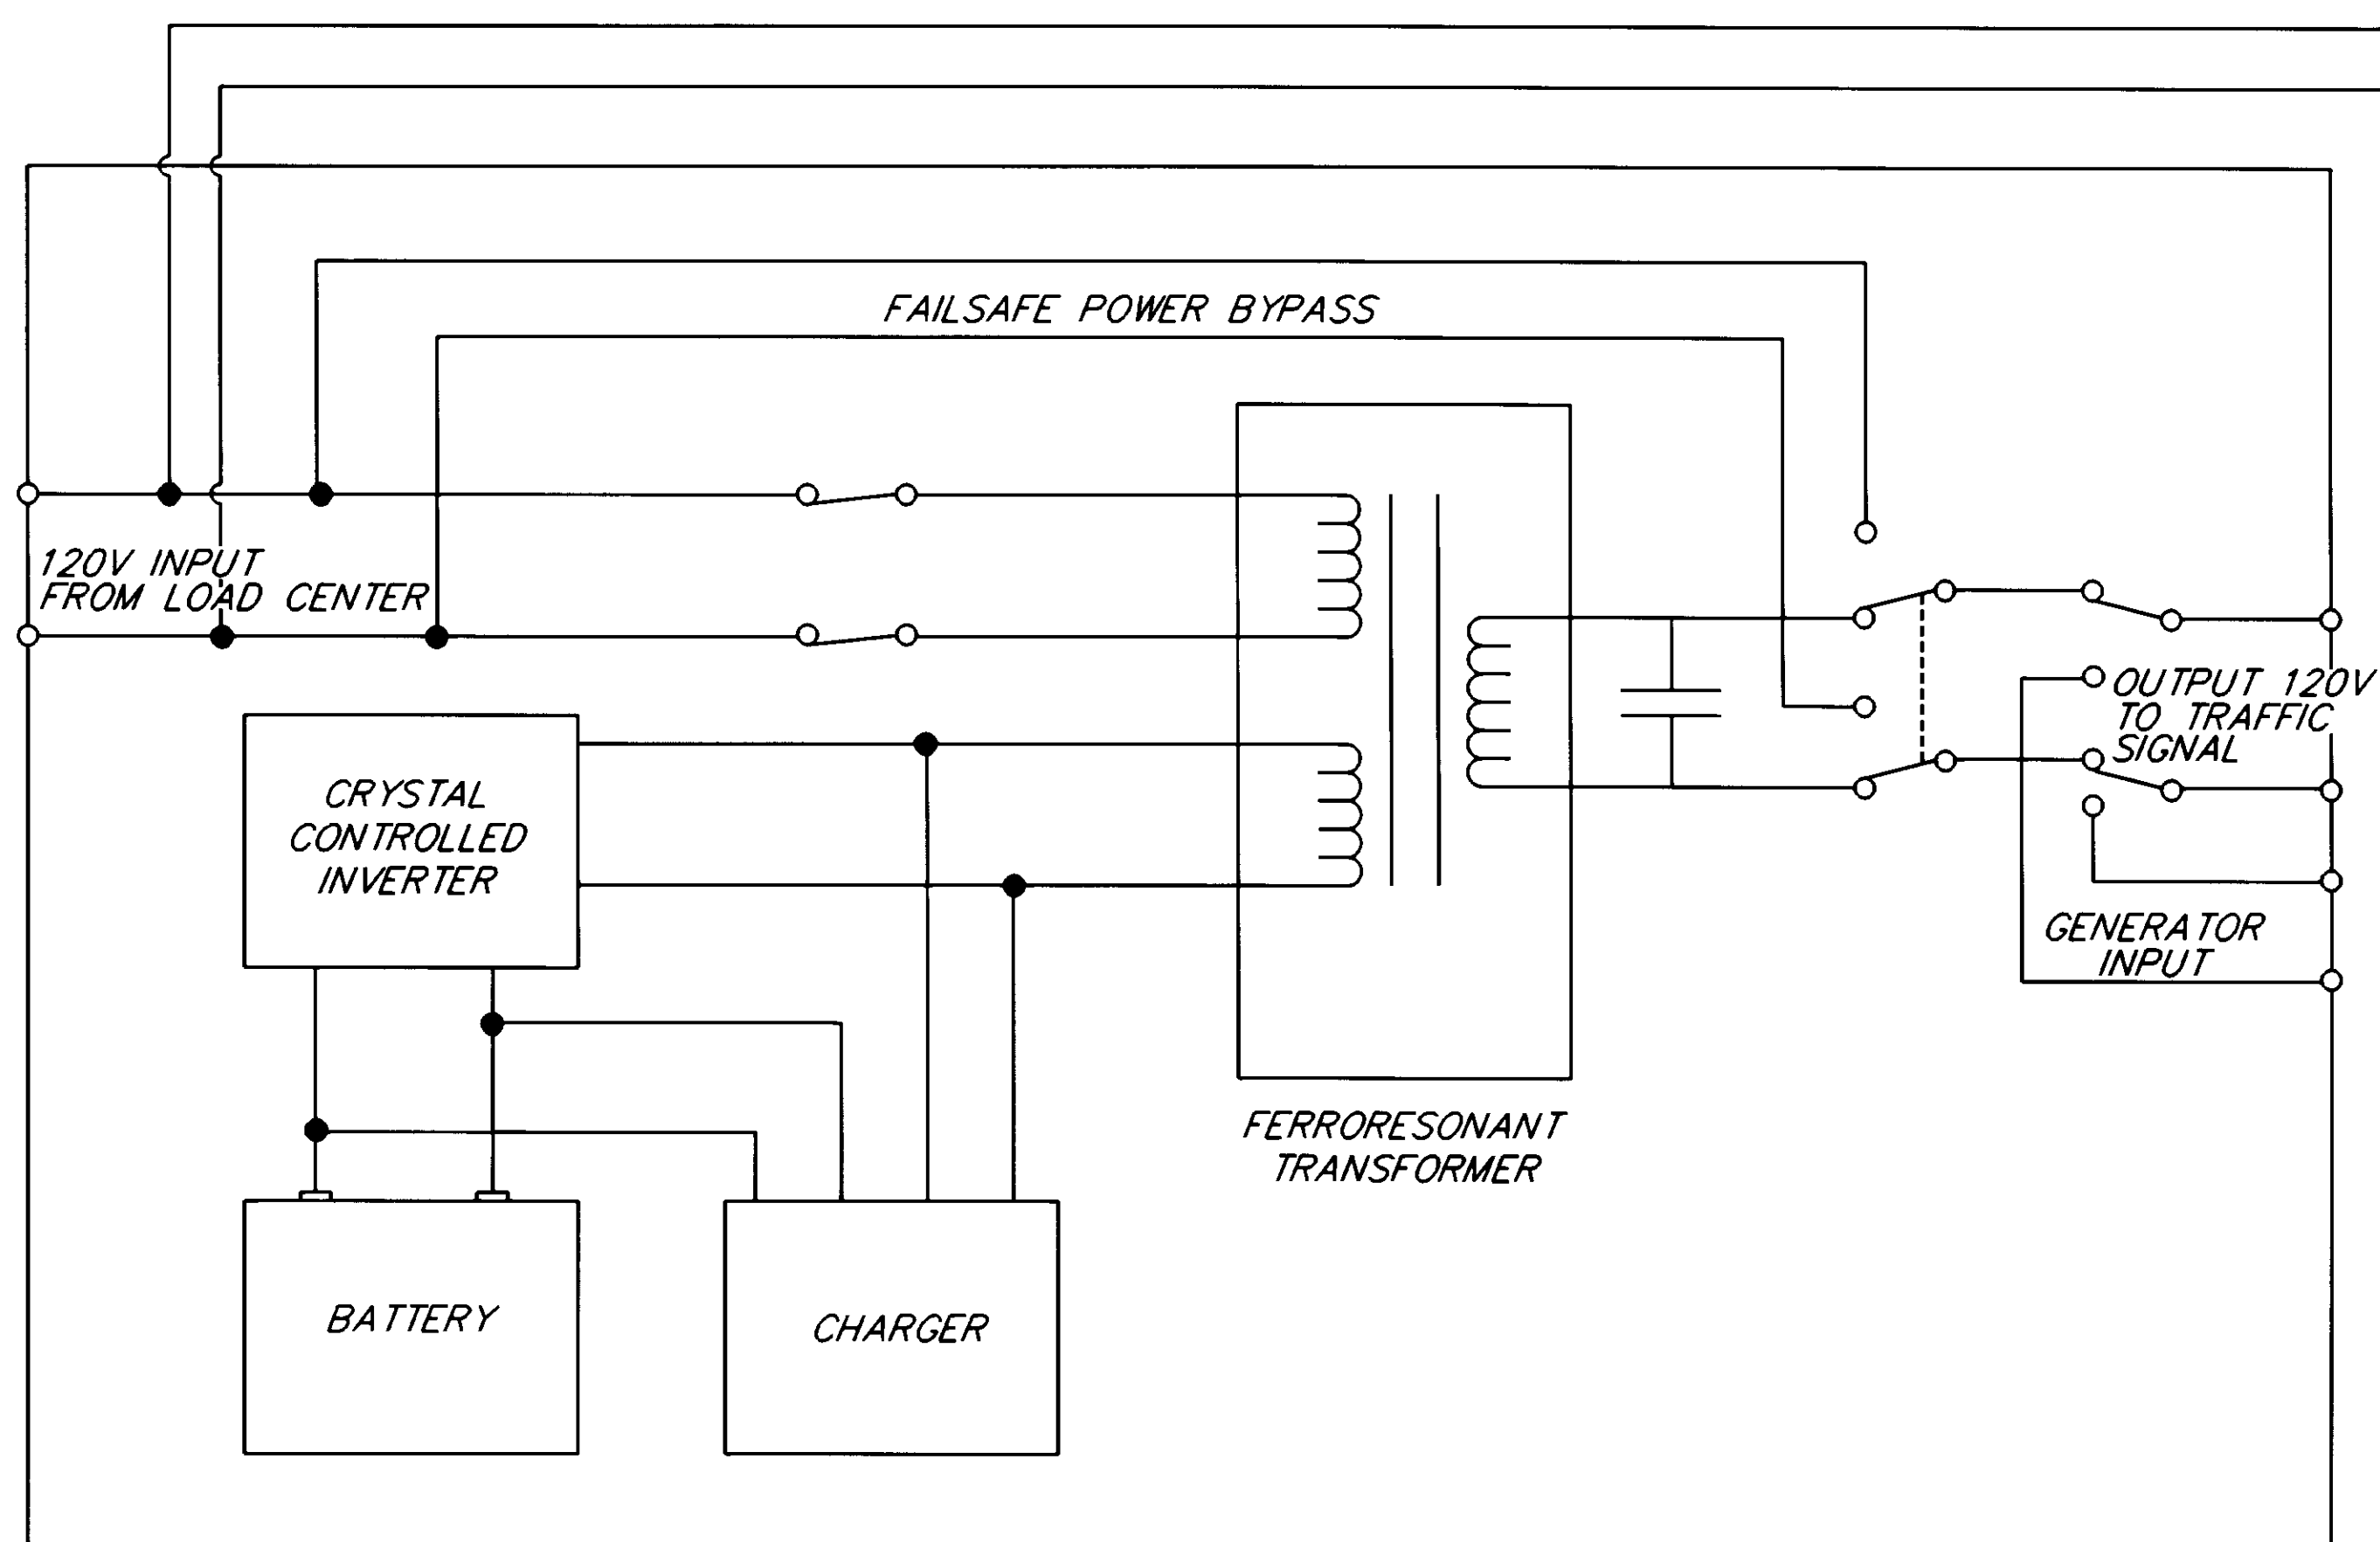 FAILSAFE POWER BYPASS
120V INPUT
FROM LOAD CENTER
OUTPUT 120V
TO TRAFFIC
SIGNAL
CRYSTAL
CONTROLLED
INVERTER
GENERATOR
INPUT
FERRORESONANT
TRANSFORMER
BATTERY
CHARGER